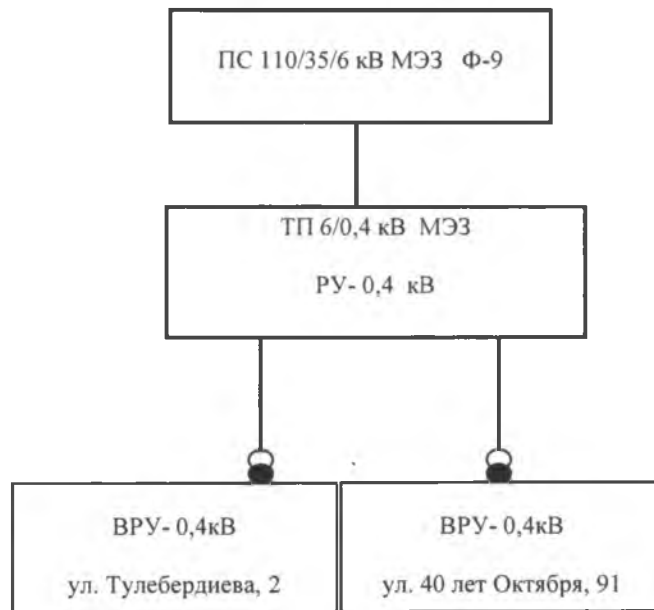 ПС 110/35/6 кВ МЭЗ Ф-9
ТП 6/0,4 кВ МЭЗ
РУ- 0,4 кВ
ВРУ- 0,4кВ
ул. Тулебердиева, 2
ВРУ- 0,4кВ
ул. 40 лет Октября, 91